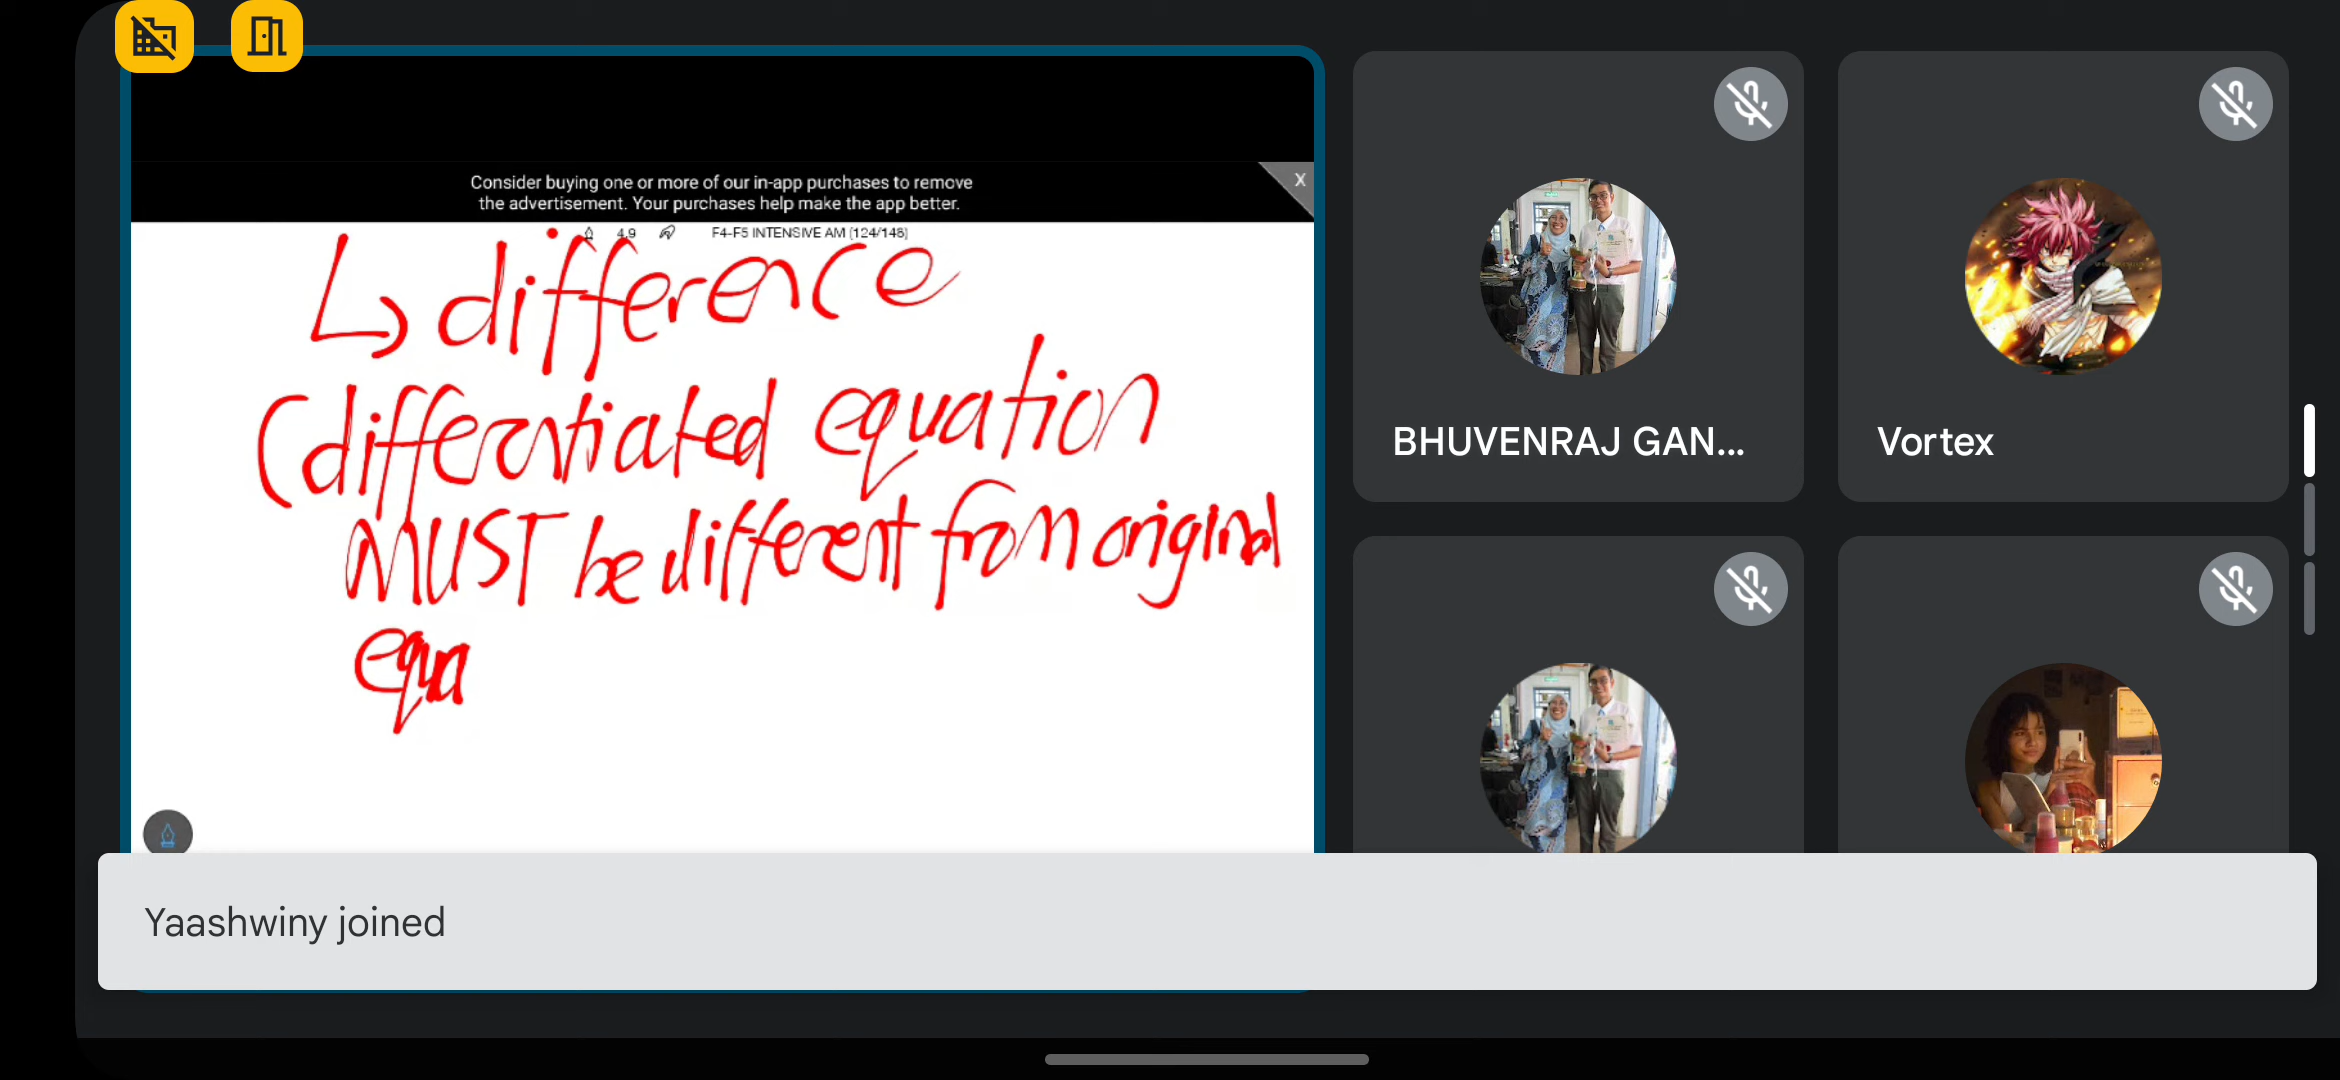 Consider buying one or more of our in-app purchases to remove
the advertisement. Your purchases help make the app better.
X
4.9 F4-F5 INTENSIVE AM (124/148)
↳ difference
(differentiated equation
MUST be different from original
equa
BHUVENRAJ GAN...
Vortex
Yaashwiny joined